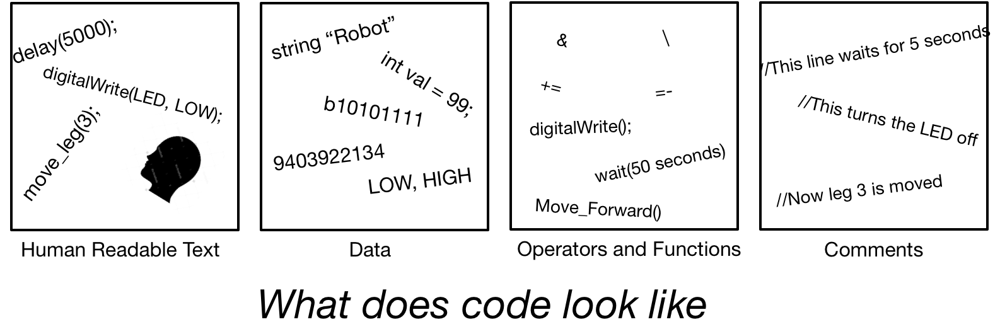 delay(5000);
digitalWrite(LED, LOW);
move_leg(3);
Human Readable Text
string “Robot”
int val = 99;
b10101111
9403922134
LOW, HIGH
Data
& \
+= =-
digitalWrite();
wait(50 seconds)
Move_Forward()
Operators and Functions
//This line waits for 5 seconds
//This turns the LED off
//Now leg 3 is moved
Comments
What does code look like